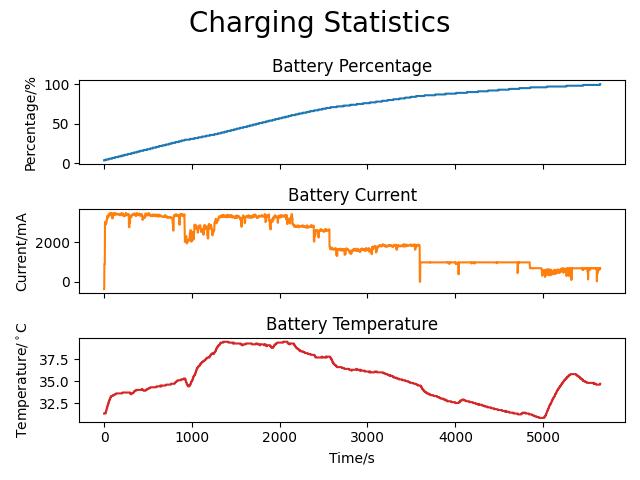 Charging Statistics
Battery Percentage
Percentage/%
100
50
0
Battery Current
Current/mA
2000
0
Battery Temperature
Temperature/°C
37.5
35.0
32.5
0 1000 2000 3000 4000 5000
Time/s